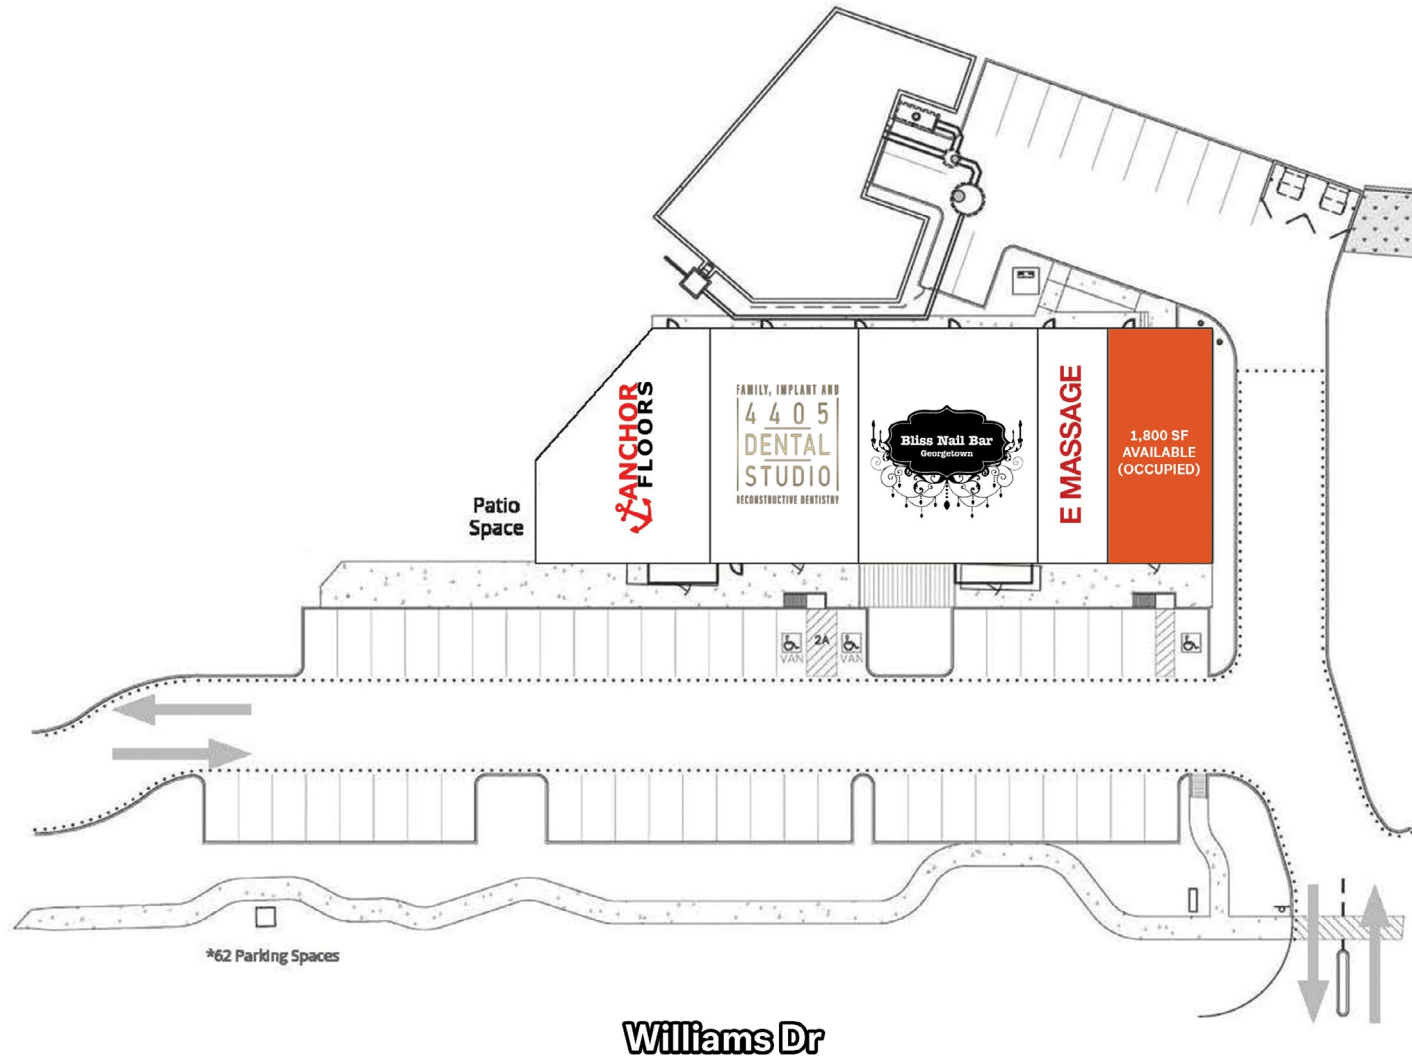 Patio
Space
ANCHOR
FLOORS
FAMILY, IMPLANT AND
4405
DENTAL
STUDIO
RECONSTRUCTIVE DENTISTRY
Bliss Nail Bar
Georgetown
E MASSAGE
1,800 SF
AVAILABLE
(OCCUPIED)
VAN
2A
VAN
*62 Parking Spaces
Williams Dr